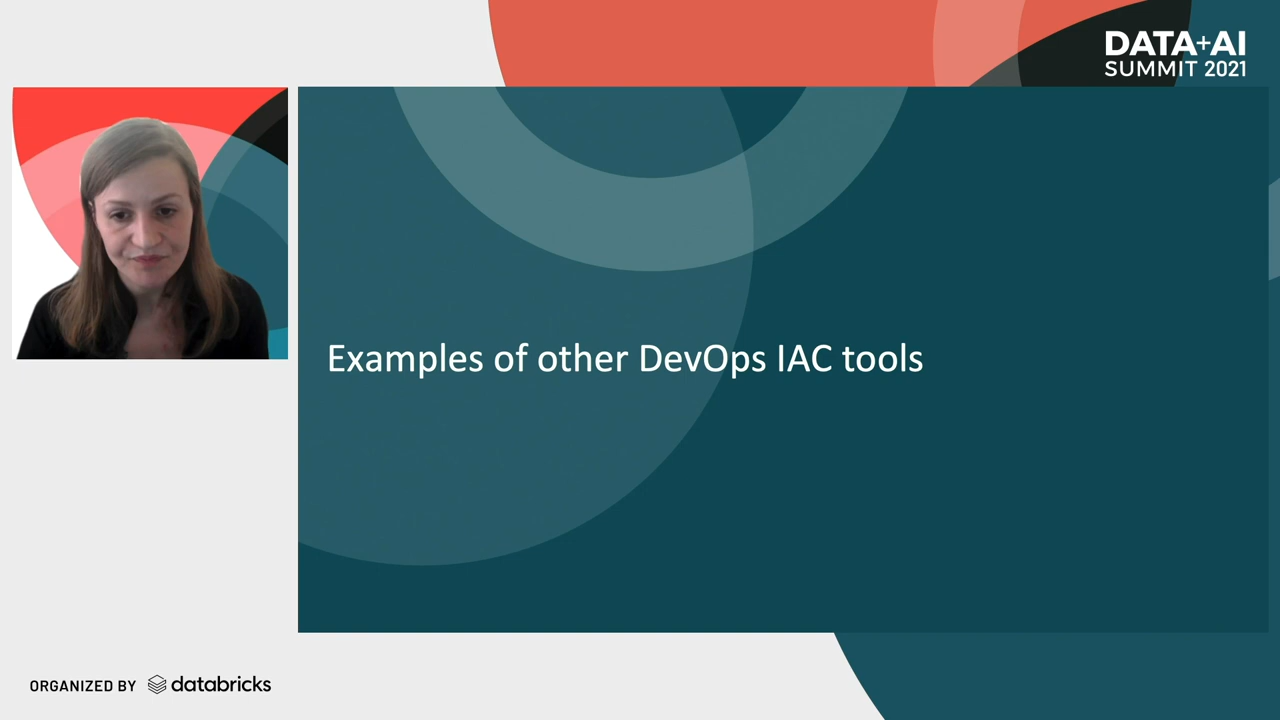 DATA+AI
SUMMIT 2021
Examples of other DevOps IAC tools
ORGANIZED BY databricks